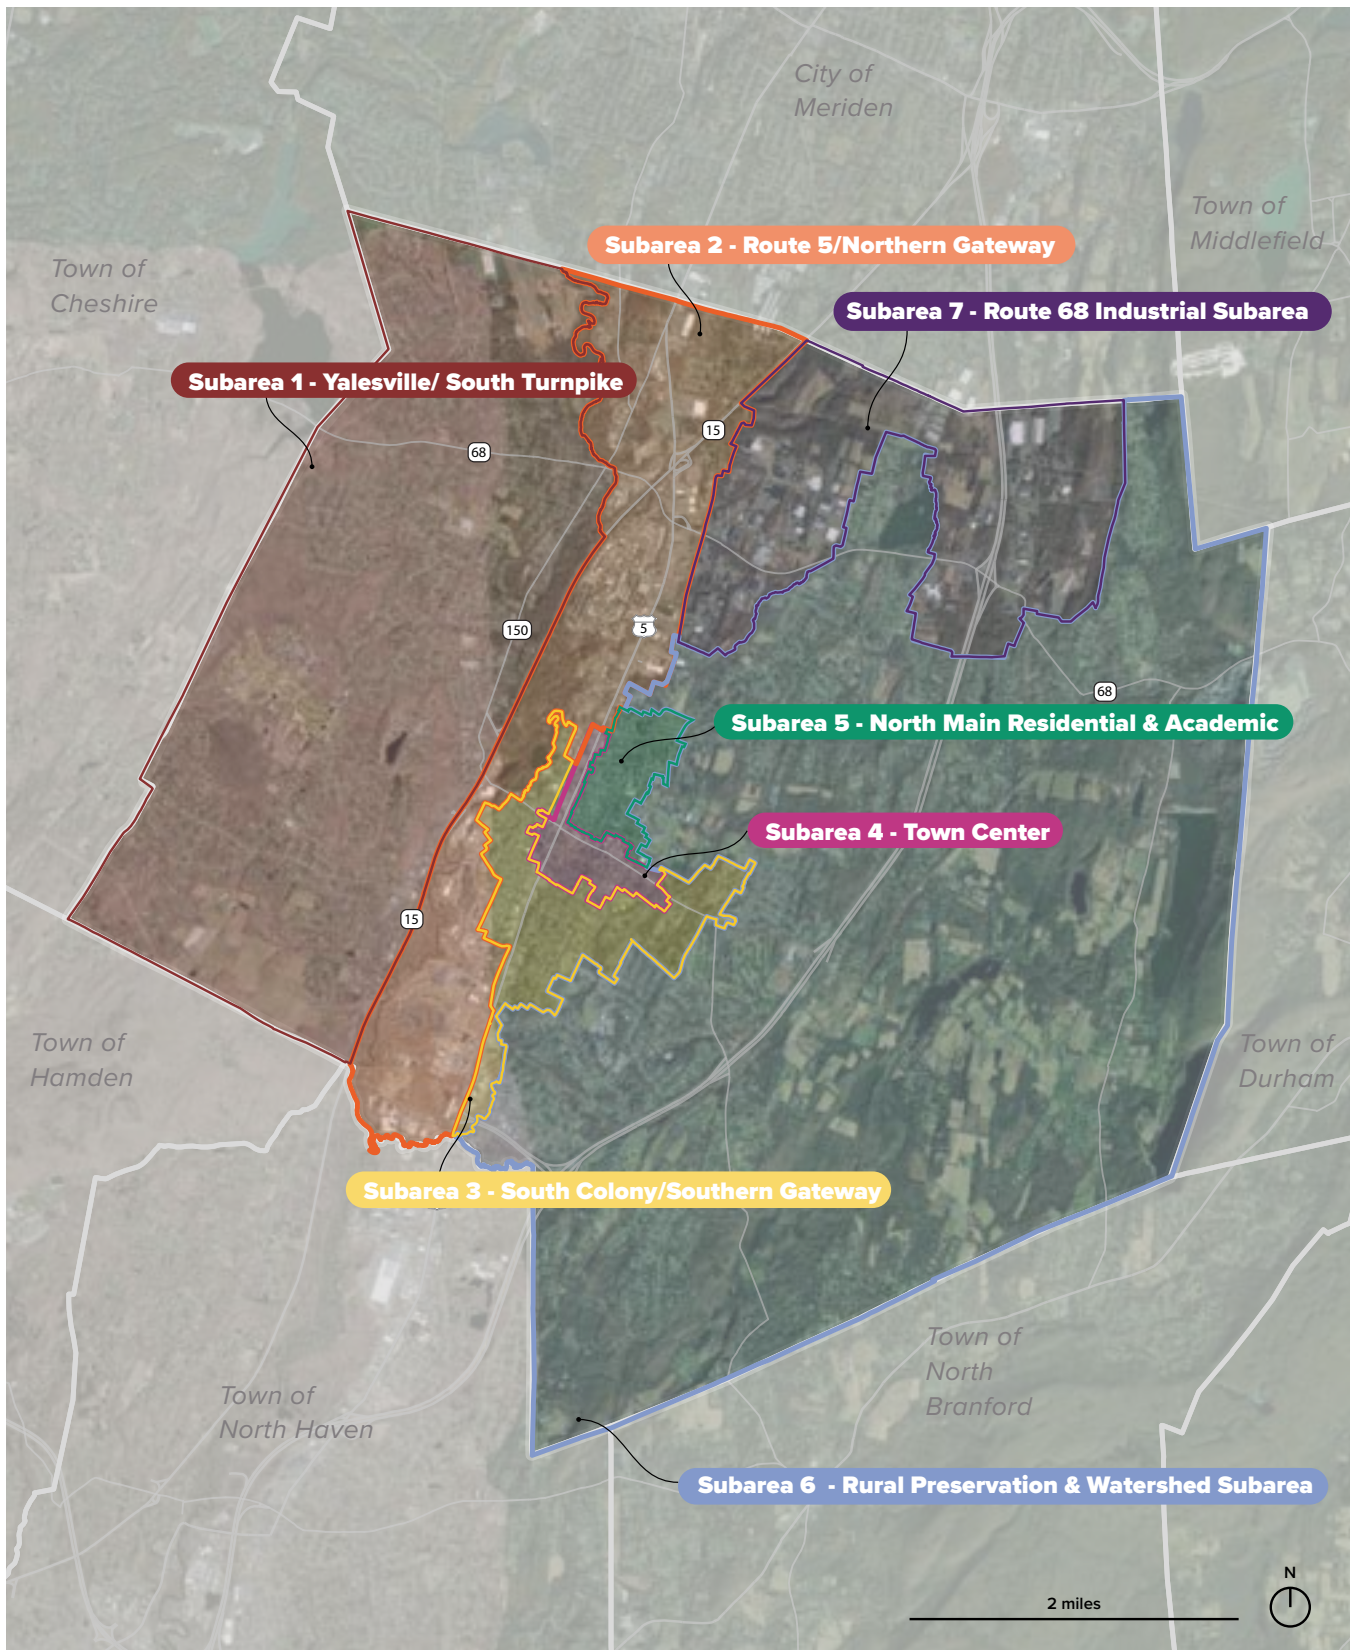 City of
Meriden
Town of
Middlefield
Subarea 2 - Route 5/Northern Gateway
Town of
Cheshire
Subarea 7 - Route 68 Industrial Subarea
Subarea 1 - Yalesville/ South Turnpike
15
68
150
5
68
Subarea 5 - North Main Residential & Academic
Subarea 4 - Town Center
15
Town of
Hamden
Town of
Durham
Subarea 3 - South Colony/Southern Gateway
Town of
North
Branford
Town of
North Haven
Subarea 6 - Rural Preservation & Watershed Subarea
N
2 miles